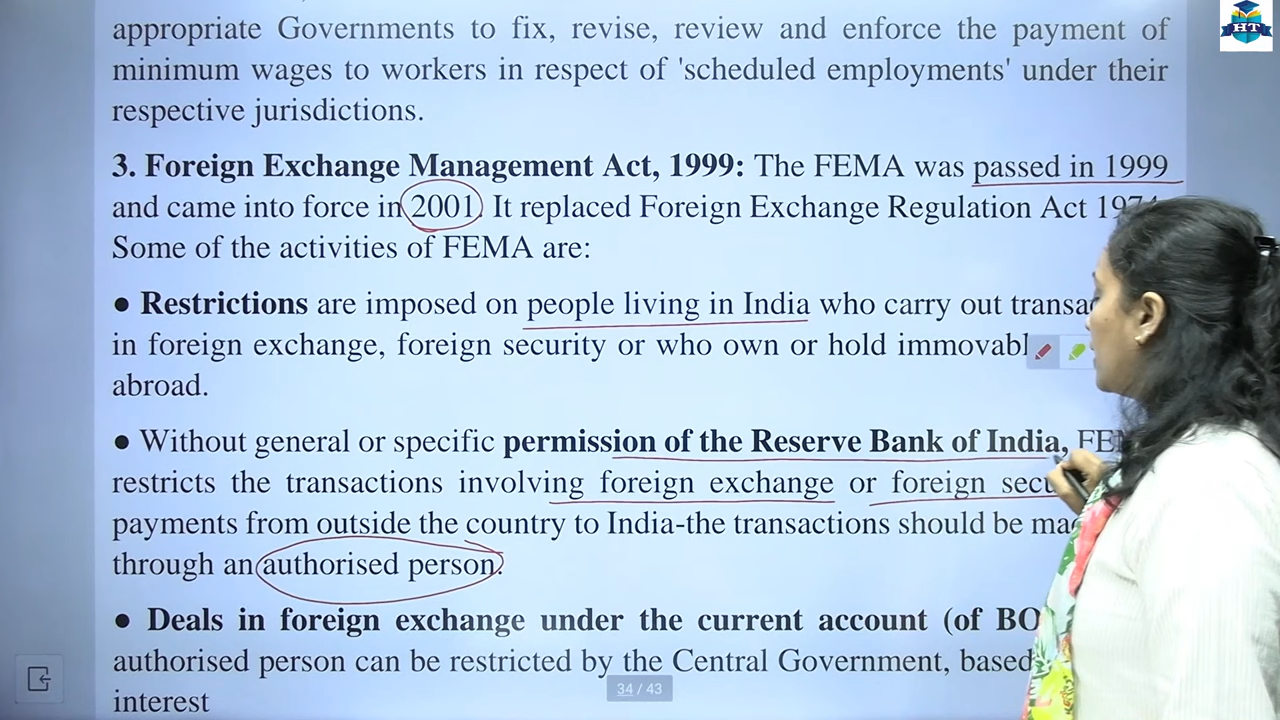 appropriate Governments to fix, revise, review and enforce the payment of
minimum wages to workers in respect of 'scheduled employments' under their
respective jurisdictions.
3. Foreign Exchange Management Act, 1999: The FEMA was passed in 1999
and came into force in 2001. It replaced Foreign Exchange Regulation Act
Some of the activities of FEMA are:
● Restrictions are imposed on people living in India who carry out
in foreign exchange, foreign security or who own or hold
abroad.
● Without general or specific permission of the Reserve Bank of India,
restricts the transactions involving foreign exchange or foreign
payments from outside the country to India-the transactions should be
through an authorised person.
● Deals in foreign exchange under the current account (of
authorised person can be restricted by the Central Government, based
interest
34 / 43
HT